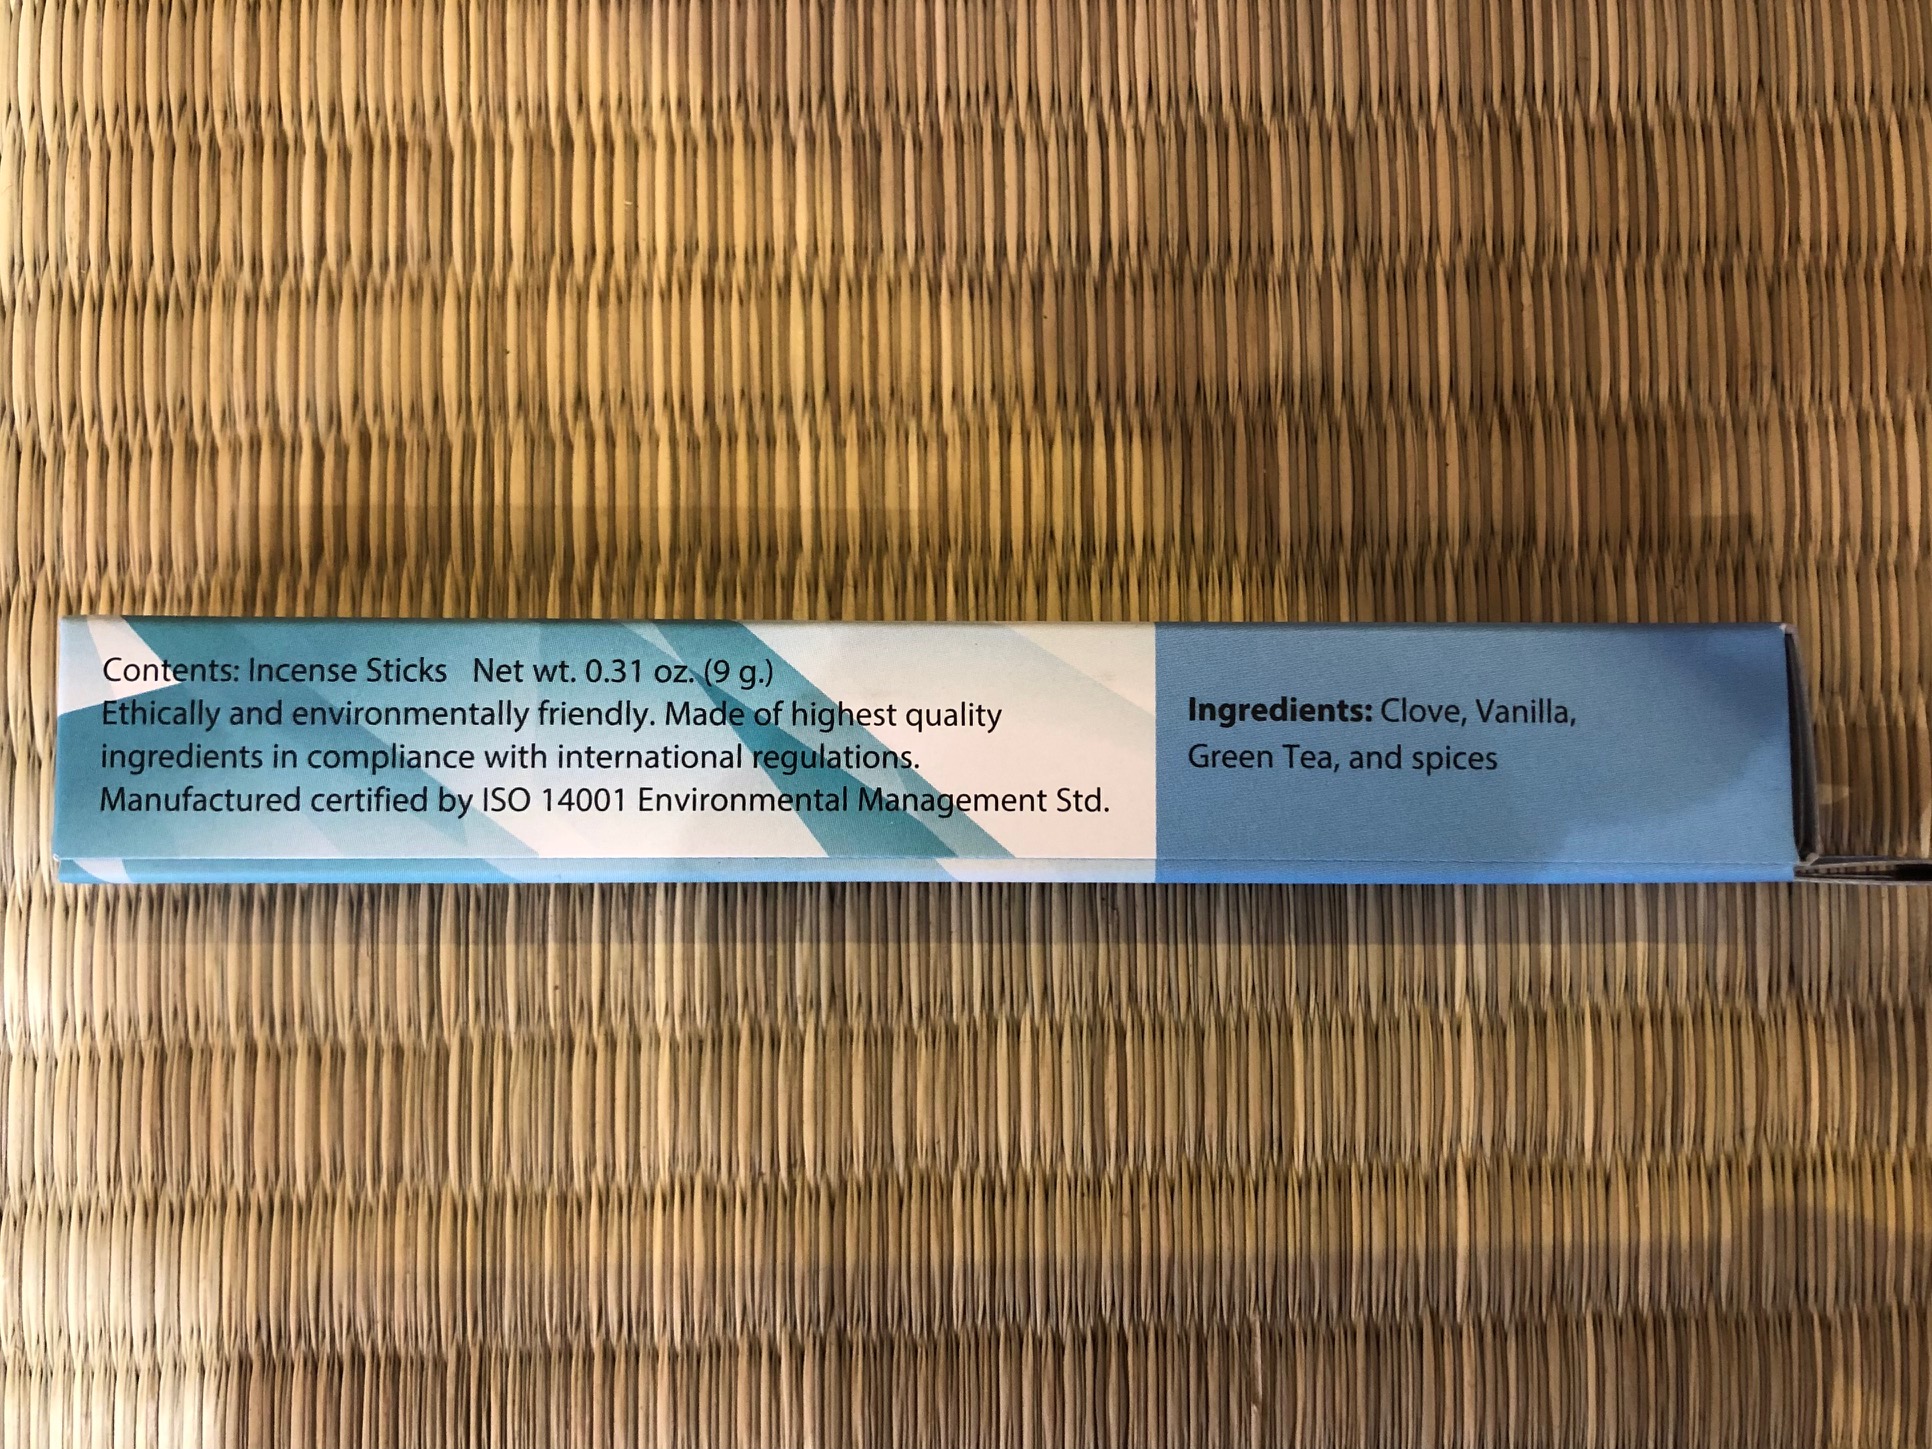 Contents: Incense Sticks Net wt. 0.31 oz. (9 g.)
Ethically and environmentally friendly. Made of highest quality
ingredients in compliance with international regulations.
Manufactured certified by ISO 14001 Environmental Management Std.
Ingredients: Clove, Vanilla,
Green Tea, and spices